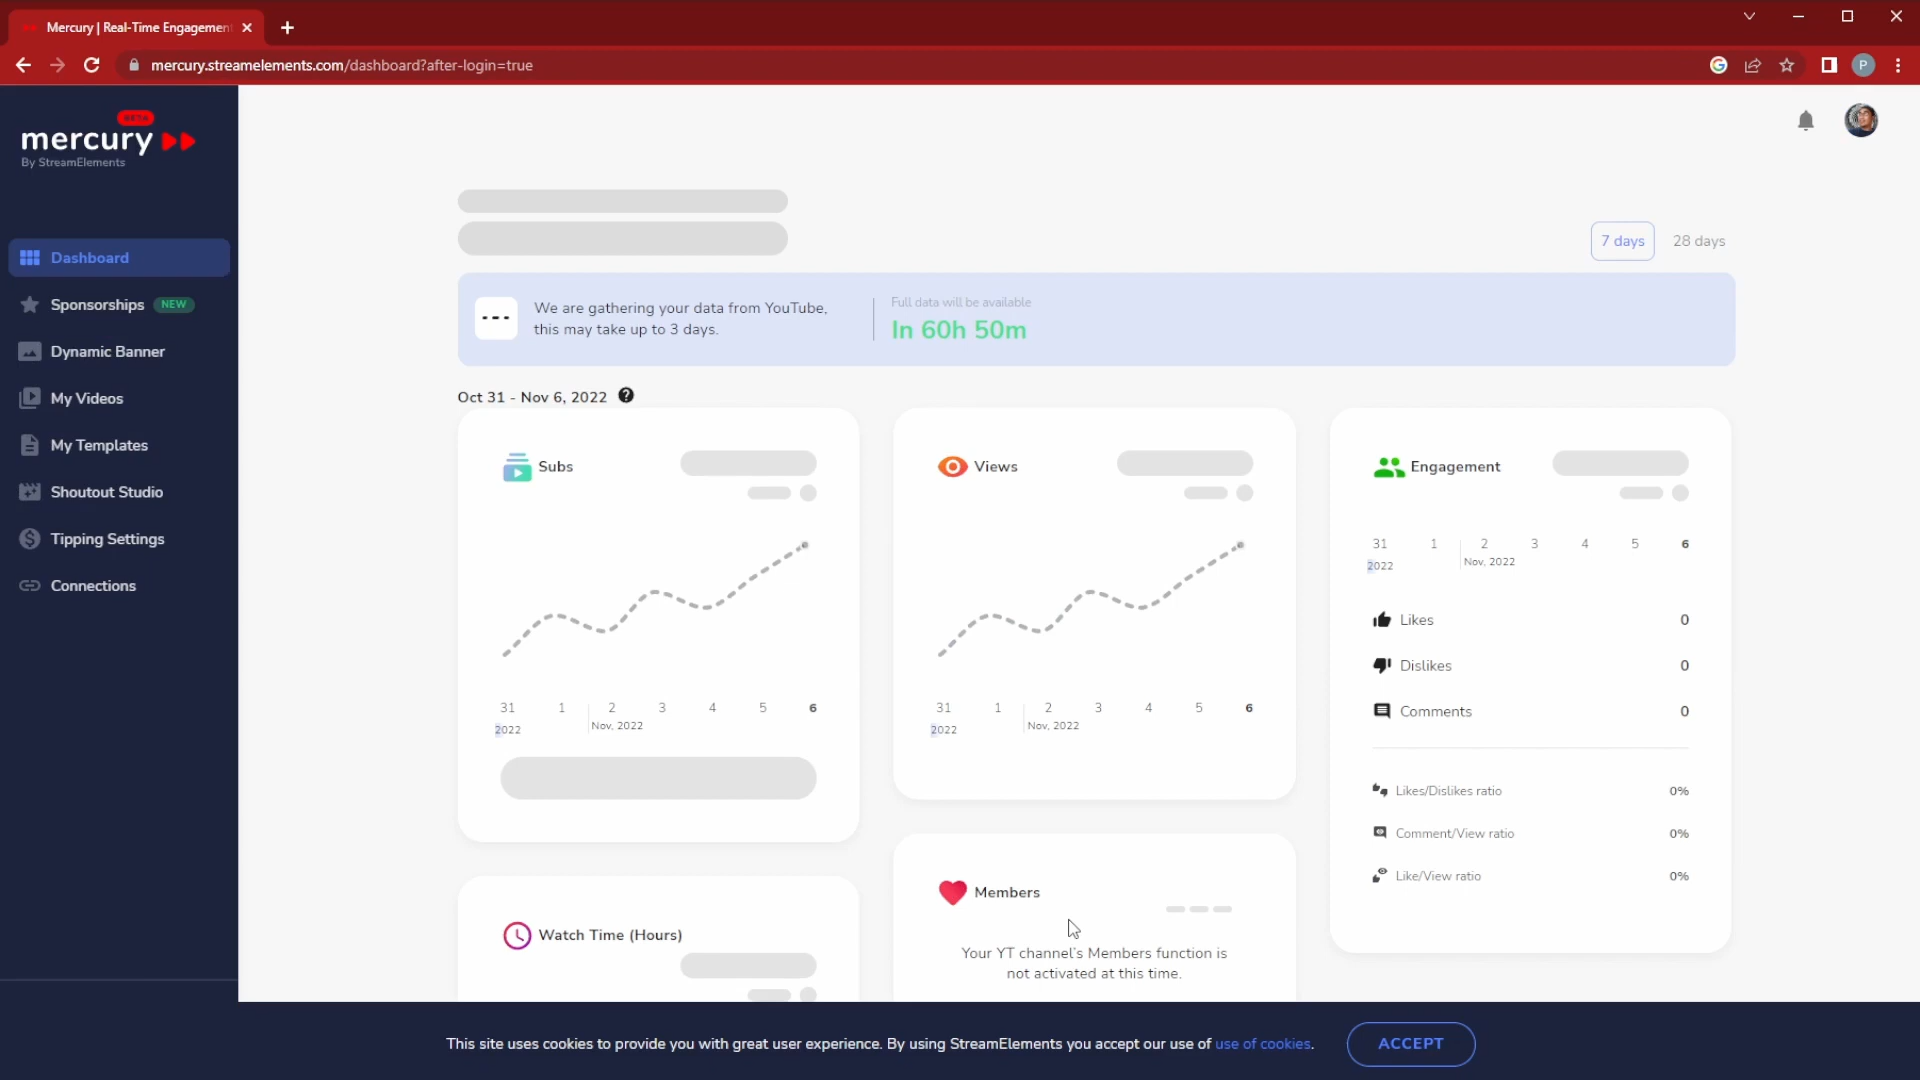 Mercury | Real-Time Engagemen
mercury.streamelements.com/dashboard?after-login=true
P
BETA
mercury
By StreamElements
Dashboard
Sponsorships NEW
Dynamic Banner
My Videos
My Templates
Shoutout Studio
Tipping Settings
Connections
7 days 28 days
We are gathering your data from YouTube,
this may take up to 3 days.
Full data will be available
In 60h 50m
Oct 31 - Nov 6, 2022 ?
Subs
31 1 2 3 4 5 6
2022 Nov, 2022
Views
31 1 2 3 4 5 6
2022 Nov, 2022
Engagement
31 1 2 3 4 5 6
2022 Nov, 2022
Likes 0
Dislikes 0
Comments 0
Likes/Dislikes ratio 0%
Comment/View ratio 0%
Like/View ratio 0%
Watch Time (Hours)
Members
Your YT channel's Members function is
not activated at this time.
This site uses cookies to provide you with great user experience. By using StreamElements you accept our use of use of cookies. ACCEPT